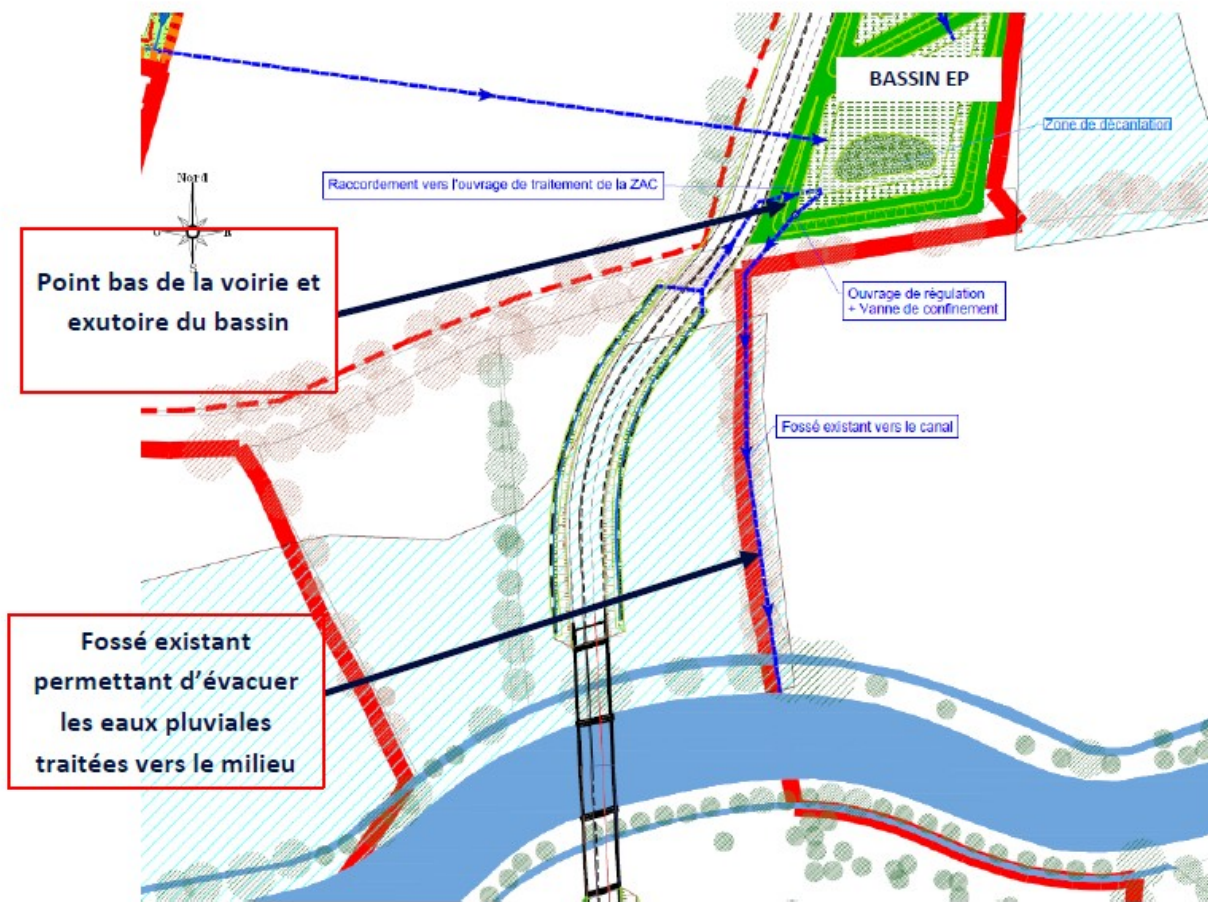 BASSIN EP
Zone de décantation
Raccordement vers l'ouvrage de traitement de la ZAC
Nord
S
Point bas de la voirie et
exutoire du bassin
Ouvrage de régulation
+ Vanne de confinement
Fossé existant vers le canal
Fossé existant
permettant d'évacuer
les eaux pluviales
traitées vers le milieu